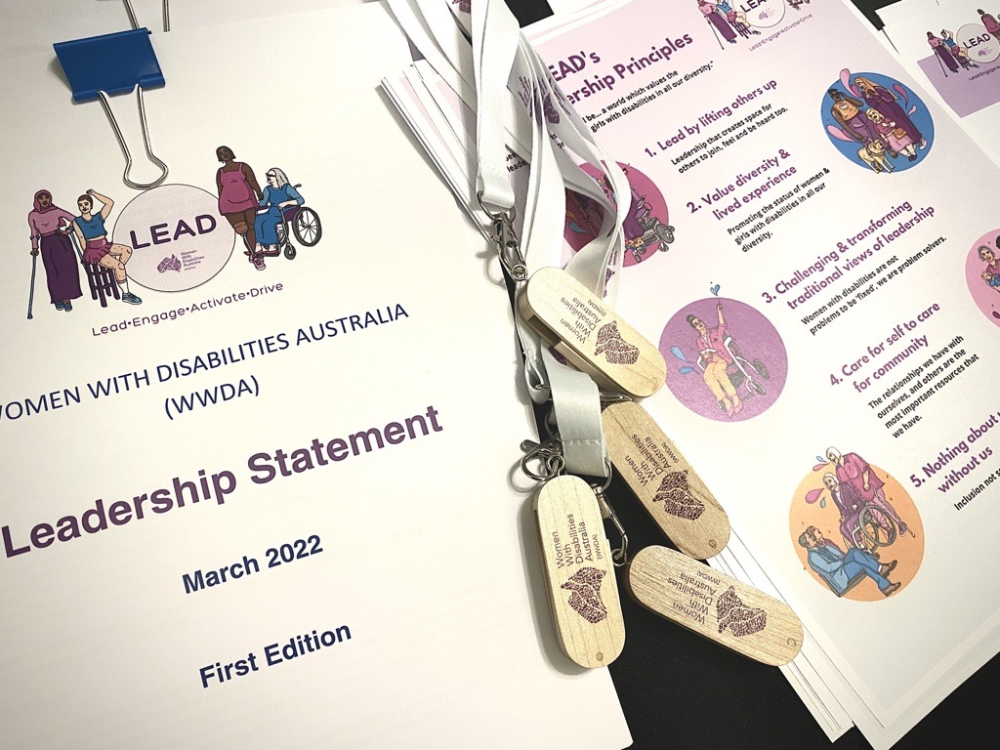 LEAD
Women
With
Disabilities
Australia
Lead•Engage•Activate•Drive
WOMEN WITH DISABILITIES AUSTRALIA
(WWDA)
Leadership Statement
March 2022
First Edition
Women
With
Disabilities
Australia
(WWDA)
Women
With
Disabilities
Australia
(WWDA)
Women
With
Disabilities
Australia
(WWDA)
Women
With
Disabilities
Australia
(WWDA)
LEAD
Lead•Engage•Activate•Drive
EAD's
ership Principles
be... a world which values the
girls with disabilities in all our diversity."
1. Lead by lifting others up
Leadership that creates space for
others to join, feel and be heard too.
2. Value diversity &
lived experience
Promoting the status of women &
girls with disabilities in all our
diversity.
3. Challenging & transforming
traditional views of leadership
Women with disabilities are not
problems to be 'fixed', we are problem solvers.
4. Care for self to care
for community
The relationships we have with
ourselves, and others are the
most important resources that
we have.
5. Nothing about
without us
Inclusion not
LEAD